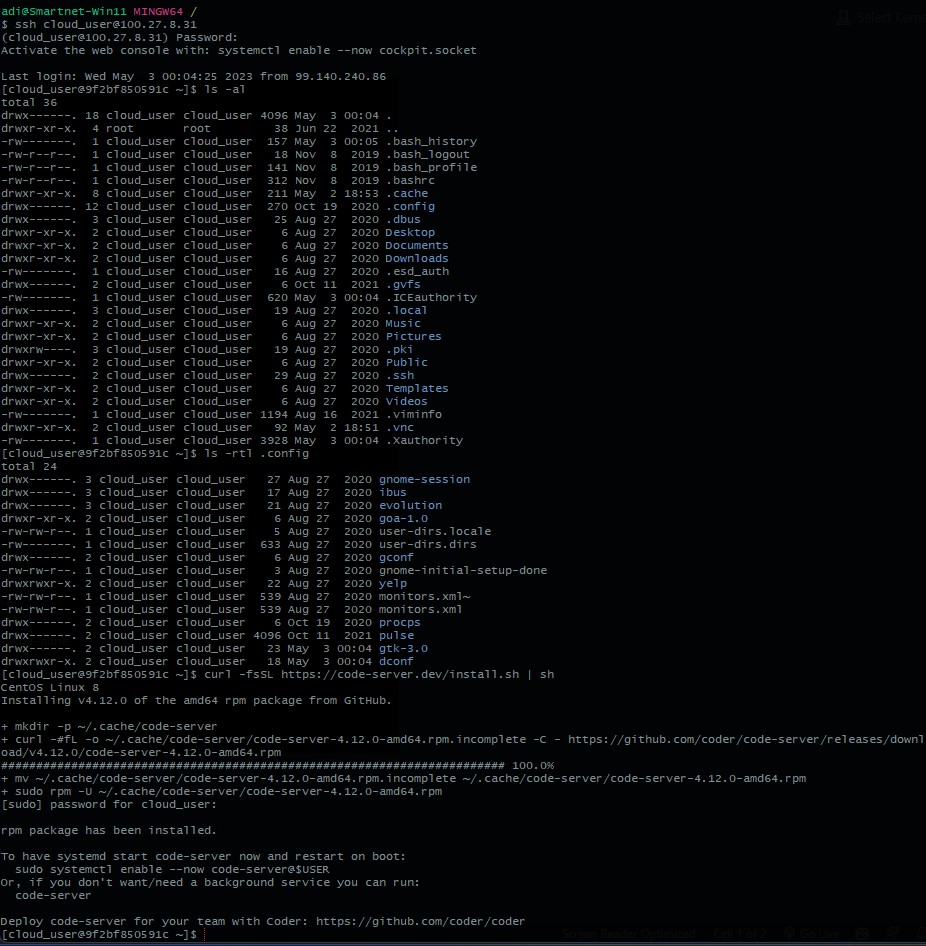 adi@Smartnet-Win11 MINGW64 /
$ ssh cloud_user@100.27.8.31
(cloud_user@100.27.8.31) Password:
Activate the web console with: systemctl enable --now cockpit.socket
Last login: Wed May  3 00:04:25 2023 from 99.140.240.86
[cloud_user@9f2bf850591c ~]$ ls -al
total 36
drwx------. 18 cloud_user cloud_user 4096 May  3 00:04 .
drwxr-xr-x.  4 root       root         38 Jun 22  2021 ..
-rw-------.  1 cloud_user cloud_user  157 May  3 00:05 .bash_history
-rw-r--r--.  1 cloud_user cloud_user   18 Nov  8  2019 .bash_logout
-rw-r--r--.  1 cloud_user cloud_user  141 Nov  8  2019 .bash_profile
-rw-r--r--.  1 cloud_user cloud_user  312 Nov  8  2019 .bashrc
drwxr-xr-x.  8 cloud_user cloud_user  211 May  2 18:53 .cache
drwx------. 12 cloud_user cloud_user  270 Oct 19  2020 .config
drwx------.  3 cloud_user cloud_user   25 Aug 27  2020 .dbus
drwxr-xr-x.  2 cloud_user cloud_user    6 Aug 27  2020 Desktop
drwxr-xr-x.  2 cloud_user cloud_user    6 Aug 27  2020 Documents
drwxr-xr-x.  2 cloud_user cloud_user    6 Aug 27  2020 Downloads
-rw-------.  1 cloud_user cloud_user   16 Aug 27  2020 .esd_auth
drwx------.  2 cloud_user cloud_user    6 Oct 11  2021 .gvfs
-rw-------.  1 cloud_user cloud_user  620 May  3 00:04 .ICEauthority
drwx------.  3 cloud_user cloud_user   19 Aug 27  2020 .local
drwxr-xr-x.  2 cloud_user cloud_user    6 Aug 27  2020 Music
drwxr-xr-x.  2 cloud_user cloud_user    6 Aug 27  2020 Pictures
drwxrw----.  3 cloud_user cloud_user   19 Aug 27  2020 .pki
drwxr-xr-x.  2 cloud_user cloud_user    6 Aug 27  2020 Public
drwxr-xr-x.  2 cloud_user cloud_user   29 Aug 27  2020 .ssh
drwxr-xr-x.  2 cloud_user cloud_user    6 Aug 27  2020 Templates
drwxr-xr-x.  2 cloud_user cloud_user    6 Aug 27  2020 Videos
-rw-------.  1 cloud_user cloud_user 1194 Aug 16  2021 .viminfo
drwxr-xr-x.  2 cloud_user cloud_user   92 May  2 18:51 .vnc
-rw-------.  1 cloud_user cloud_user 3928 May  3 00:04 .Xauthority
[cloud_user@9f2bf850591c ~]$ ls -rtl .config
total 24
drwx------. 3 cloud_user cloud_user   27 Aug 27  2020 gnome-session
drwx------. 3 cloud_user cloud_user   17 Aug 27  2020 ibus
drwx------. 3 cloud_user cloud_user   21 Aug 27  2020 evolution
drwxr-xr-x. 2 cloud_user cloud_user    6 Aug 27  2020 goa-1.0
-rw-rw-r--. 1 cloud_user cloud_user    5 Aug 27  2020 user-dirs.locale
-rw-------. 1 cloud_user cloud_user  633 Aug 27  2020 user-dirs.dirs
drwx------. 2 cloud_user cloud_user    6 Aug 27  2020 gconf
-rw-rw-r--. 1 cloud_user cloud_user    3 Aug 27  2020 gnome-initial-setup-done
drwxrwxr-x. 2 cloud_user cloud_user   22 Aug 27  2020 yelp
-rw-rw-r--. 1 cloud_user cloud_user  539 Aug 27  2020 monitors.xml~
-rw-rw-r--. 1 cloud_user cloud_user  539 Aug 27  2020 monitors.xml
drwx------. 2 cloud_user cloud_user    6 Oct 19  2020 procps
drwx------. 2 cloud_user cloud_user 4096 Oct 11  2021 pulse
drwx------. 2 cloud_user cloud_user   23 May  3 00:04 gtk-3.0
drwxrwxr-x. 2 cloud_user cloud_user   18 May  3 00:04 dconf
[cloud_user@9f2bf850591c ~]$ curl -fsSL https://code-server.dev/install.sh | sh
CentOS Linux 8
Installing v4.12.0 of the amd64 rpm package from GitHub.
+ mkdir -p ~/.cache/code-server
+ curl -#fL -o ~/.cache/code-server/code-server-4.12.0-amd64.rpm.incomplete -C - https://github.com/coder/code-server/releases/downl
oad/v4.12.0/code-server-4.12.0-amd64.rpm
######################################################################## 100.0%
+ mv ~/.cache/code-server/code-server-4.12.0-amd64.rpm.incomplete ~/.cache/code-server/code-server-4.12.0-amd64.rpm
+ sudo rpm -U ~/.cache/code-server/code-server-4.12.0-amd64.rpm
[sudo] password for cloud_user:
rpm package has been installed.
To have systemd start code-server now and restart on boot:
  sudo systemctl enable --now code-server@$USER
Or, if you don't want/need a background service you can run:
  code-server
Deploy code-server for your team with Coder: https://github.com/coder/coder
[cloud_user@9f2bf850591c ~]$